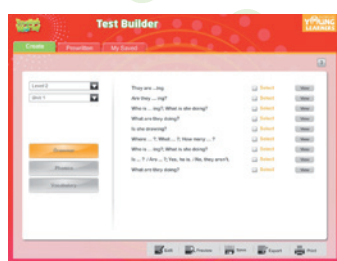 Test Builder
YOUNG LEARNERS
Create Presentation My Saved
Level 2
Unit 1
They are ...ing Select View
Are they ... ing? Select View
Who is ... ing?; What is she doing? Select View
What are they doing? Select View
Is she drawing? Select View
Where ... ?; What ... ?; How many ... ? Select View
Who is ... ing?; What is she doing? Select View
Is ... ? / Are ... ?; Yes, he is. / No, they aren't. Select View
What are they doing? Select View
Grammar
Phonics
Vocabulary
Edit Preview Save Export Print